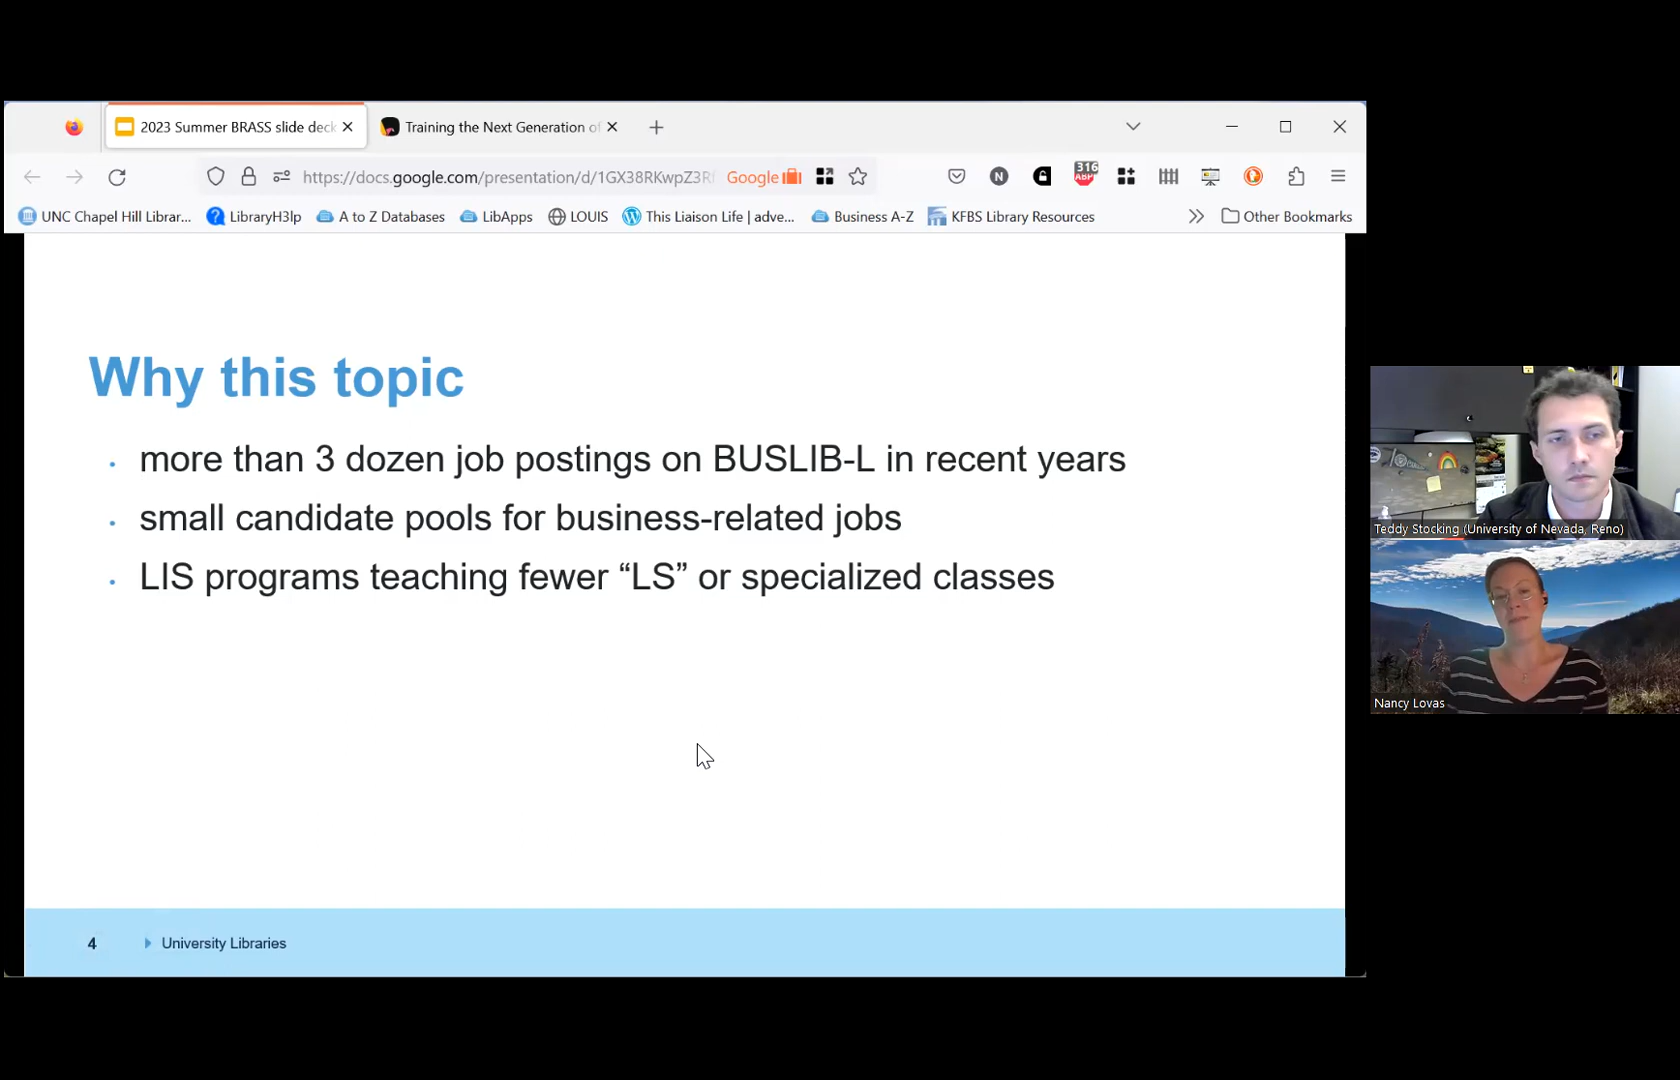 2023 Summer BRASS slide deck
Training the Next Generation of
https://docs.google.com/presentation/d/1GX38RKwpZ3R
Google
316
ABP
N
UNC Chapel Hill Librar...
LibraryH3lp
A to Z Databases
LibApps
LOUIS
This Liaison Life | adve...
Business A-Z
KFBS Library Resources
Other Bookmarks
Why this topic
more than 3 dozen job postings on BUSLIB-L in recent years
small candidate pools for business-related jobs
LIS programs teaching fewer “LS” or specialized classes
4
University Libraries
Teddy Stocking (University of Nevada, Reno)
Nancy Lovas